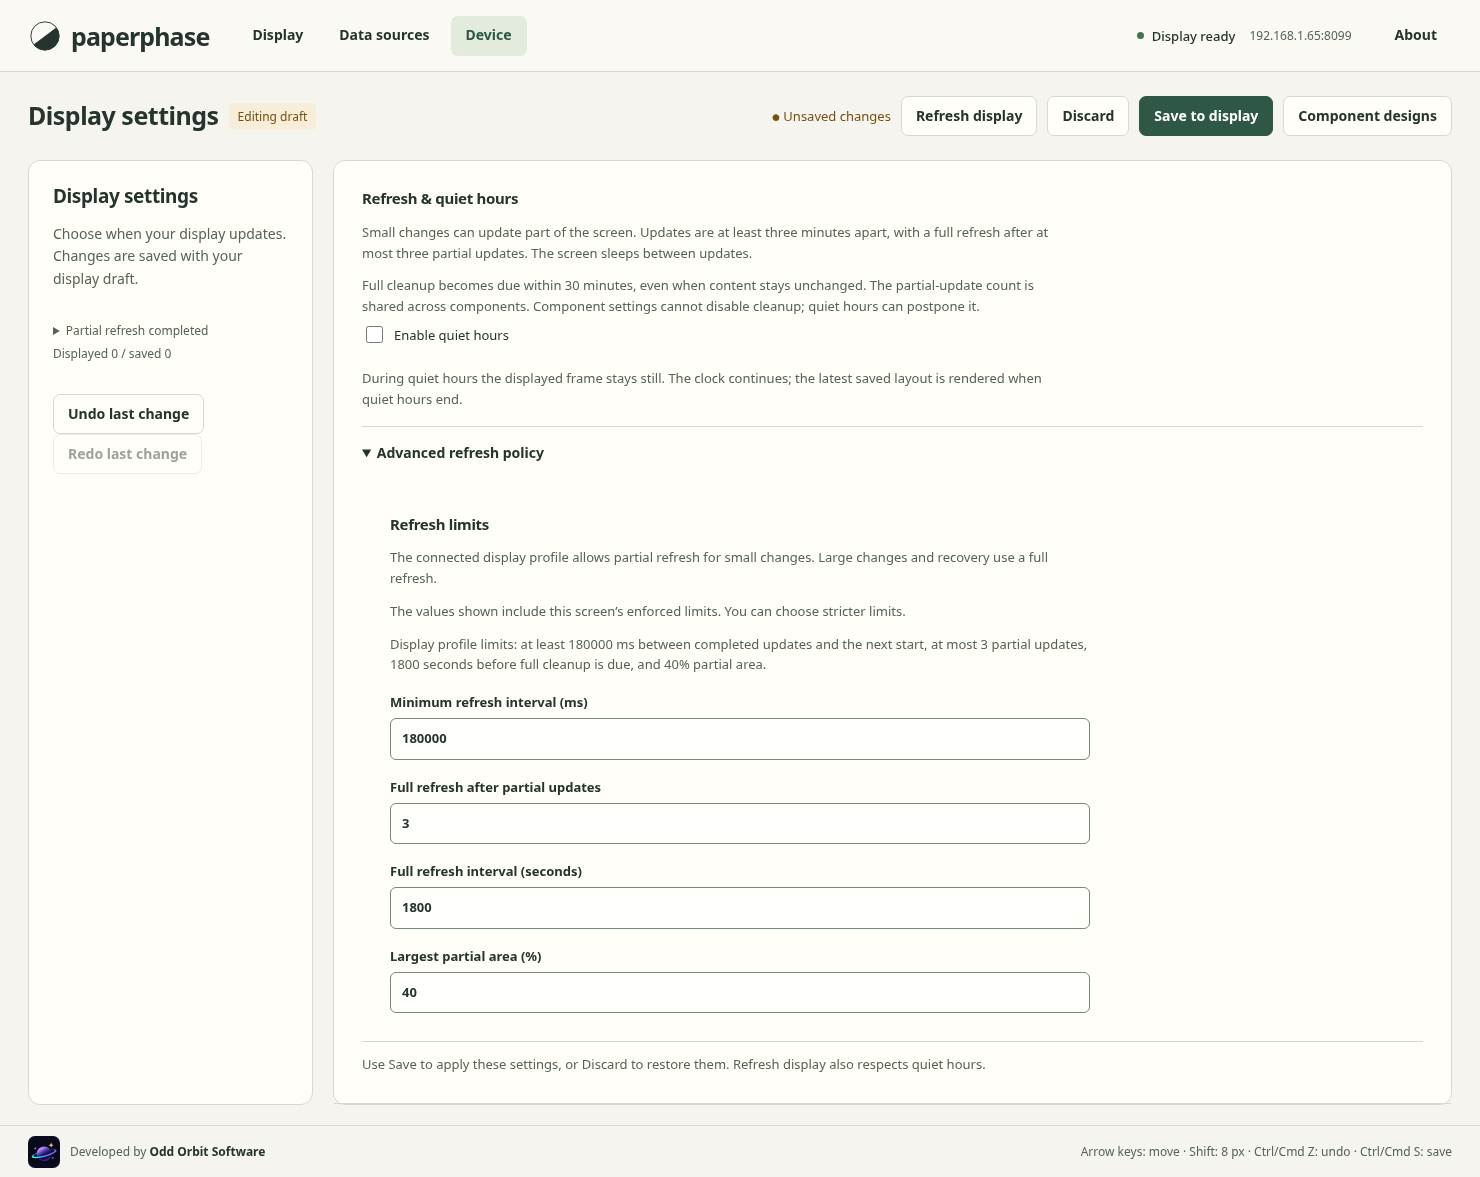 paperphase
Display
Data sources
Device
Display ready
192.168.1.65:8099
About
Display settings
Editing draft
Unsaved changes
Refresh display
Discard
Save to display
Component designs
Display settings
Choose when your display updates.
Changes are saved with your
display draft.
Partial refresh completed
Displayed 0 / saved 0
Undo last change
Redo last change
Refresh & quiet hours
Small changes can update part of the screen. Updates are at least three minutes apart, with a full refresh after at
most three partial updates. The screen sleeps between updates.
Full cleanup becomes due within 30 minutes, even when content stays unchanged. The partial-update count is
shared across components. Component settings cannot disable cleanup; quiet hours can postpone it.
Enable quiet hours
During quiet hours the displayed frame stays still. The clock continues; the latest saved layout is rendered when
quiet hours end.
Advanced refresh policy
Refresh limits
The connected display profile allows partial refresh for small changes. Large changes and recovery use a full
refresh.
The values shown include this screen’s enforced limits. You can choose stricter limits.
Display profile limits: at least 180000 ms between completed updates and the next start, at most 3 partial updates,
1800 seconds before full cleanup is due, and 40% partial area.
Minimum refresh interval (ms)
180000
Full refresh after partial updates
3
Full refresh interval (seconds)
1800
Largest partial area (%)
40
Use Save to apply these settings, or Discard to restore them. Refresh display also respects quiet hours.
Developed by Odd Orbit Software
Arrow keys: move · Shift: 8 px · Ctrl/Cmd Z: undo · Ctrl/Cmd S: save